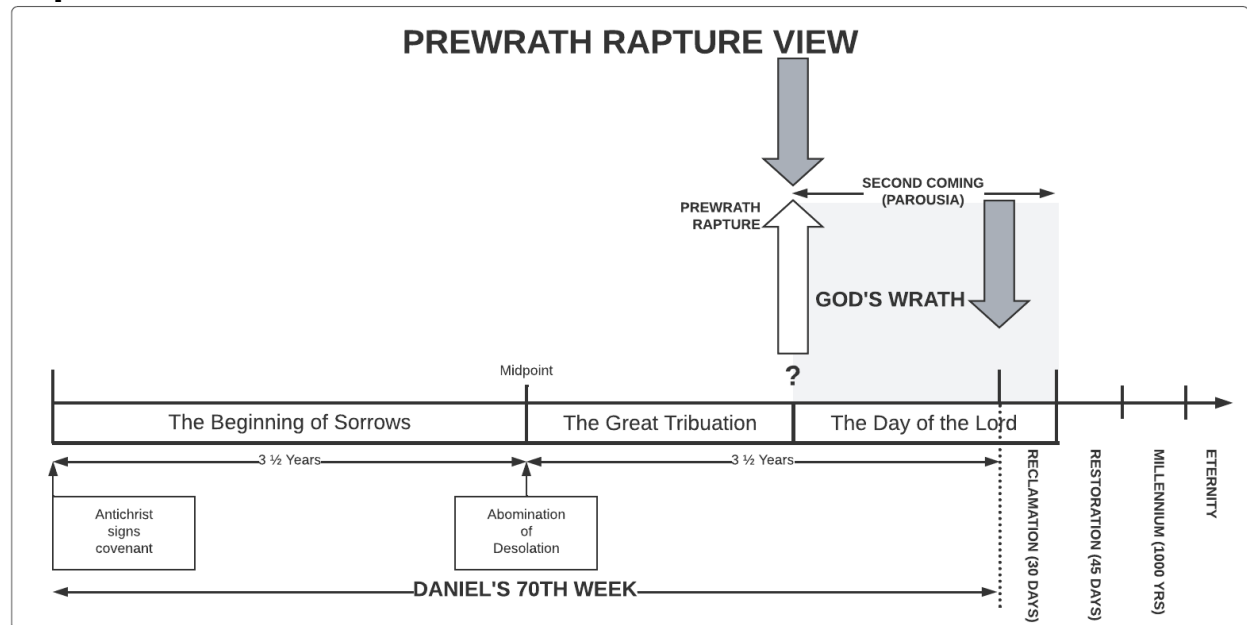 PREWRATH RAPTURE VIEW
SECOND COMING
(PAROUSIA)
PREWRATH
RAPTURE
GOD'S WRATH
Midpoint
?
The Beginning of Sorrows
The Great Tribuation
The Day of the Lord
3 ½ Years
3 ½ Years
Antichrist
signs
covenant
Abomination
of
Desolation
DANIEL'S 70TH WEEK
RECLAMATION (30 DAYS)
RESTORATION (45 DAYS)
MILLENNIUM (1000 YRS)
ETERNITY